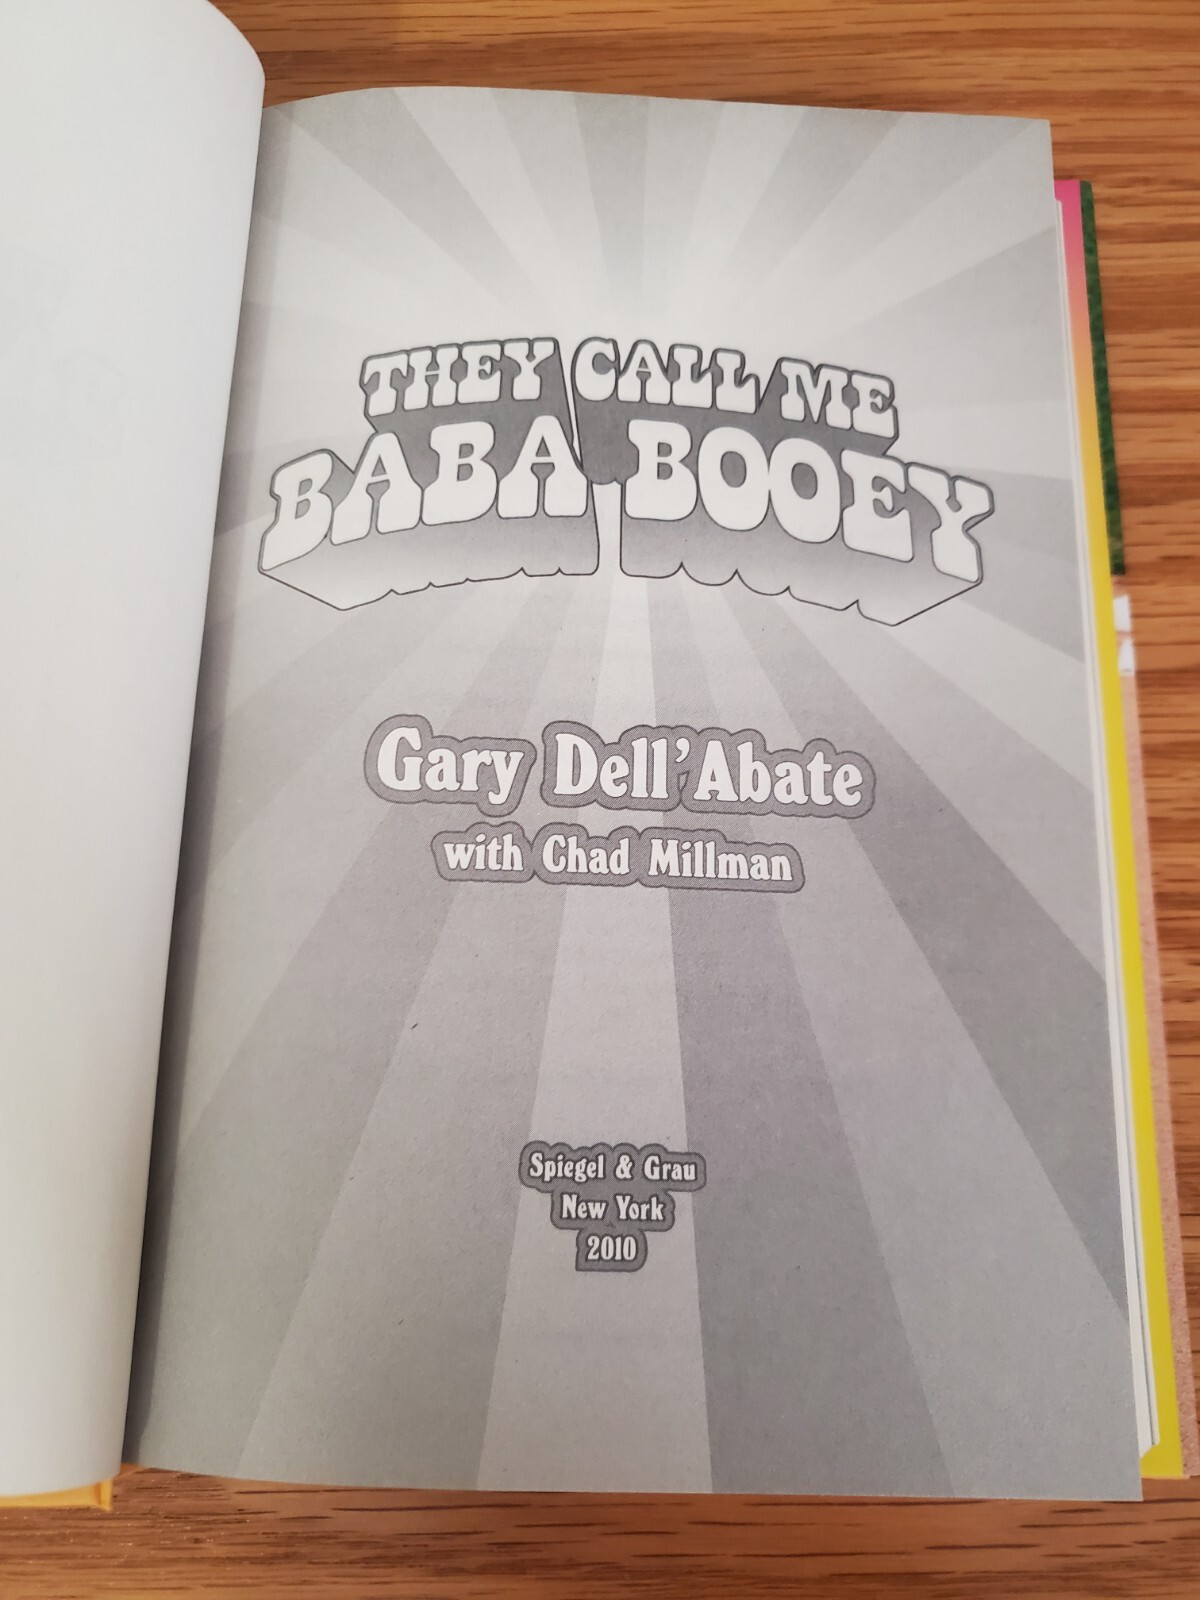 THEY CALL ME
BABA BOOEY
Gary Dell'Abate
with Chad Millman
Spiegel & Grau
New York
2010